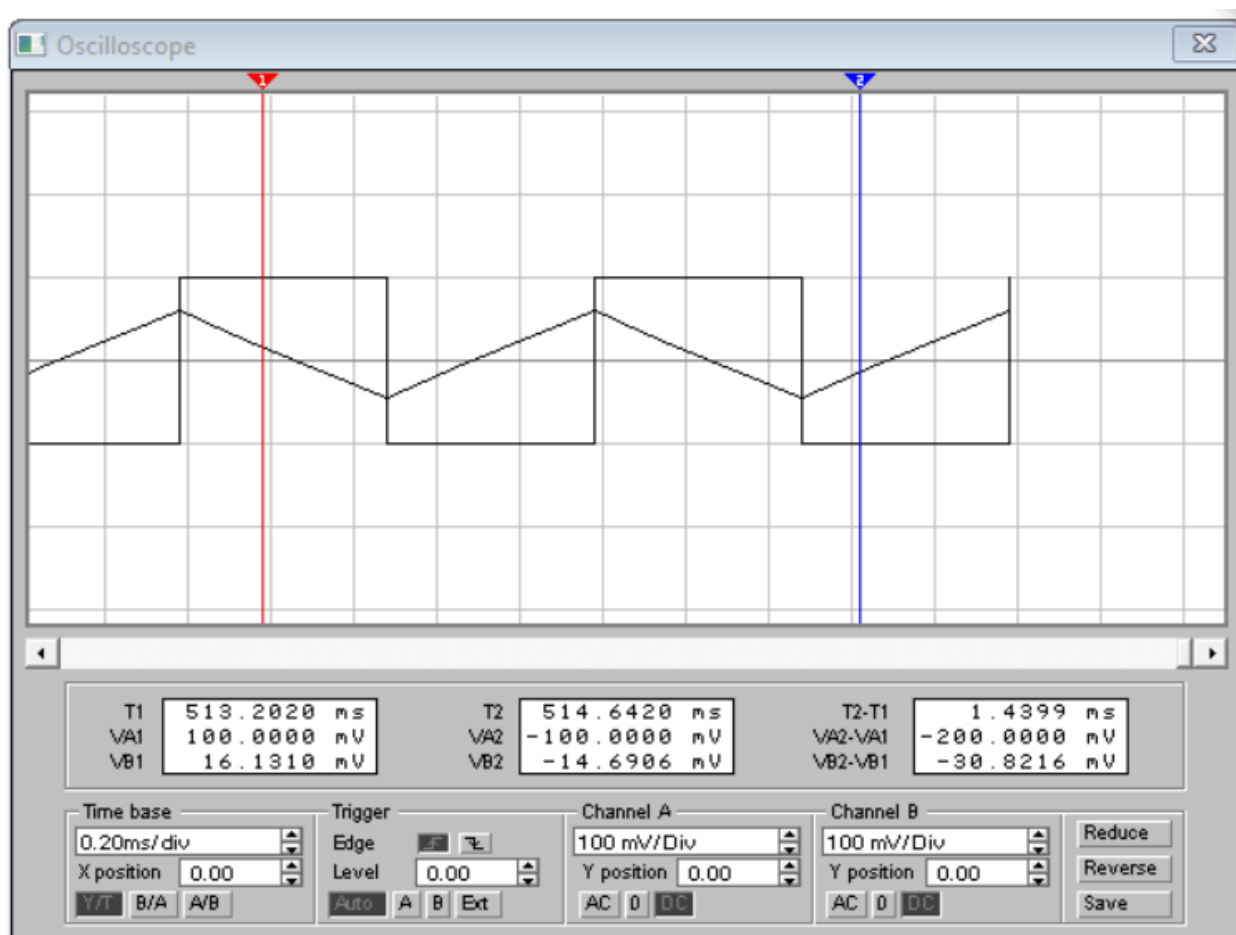 Oscilloscope
1 2
T1 513.2020 ms T2 514.6420 ms T2-T1 1.4399 ms
VA1 100.0000 mV VA2 -100.0000 mV VA2-VA1 -200.0000 mV
VB1 16.1310 mV VB2 -14.6906 mV VB2-VB1 -30.8216 mV
Time base Trigger Channel A Channel B
0.20ms/div Edge 100 mV/Div 100 mV/Div Reduce
X position 0.00 Level 0.00 Y position 0.00 Y position 0.00 Reverse
Y/T B/A A/B Auto A B Ext AC 0 DC AC 0 DC Save